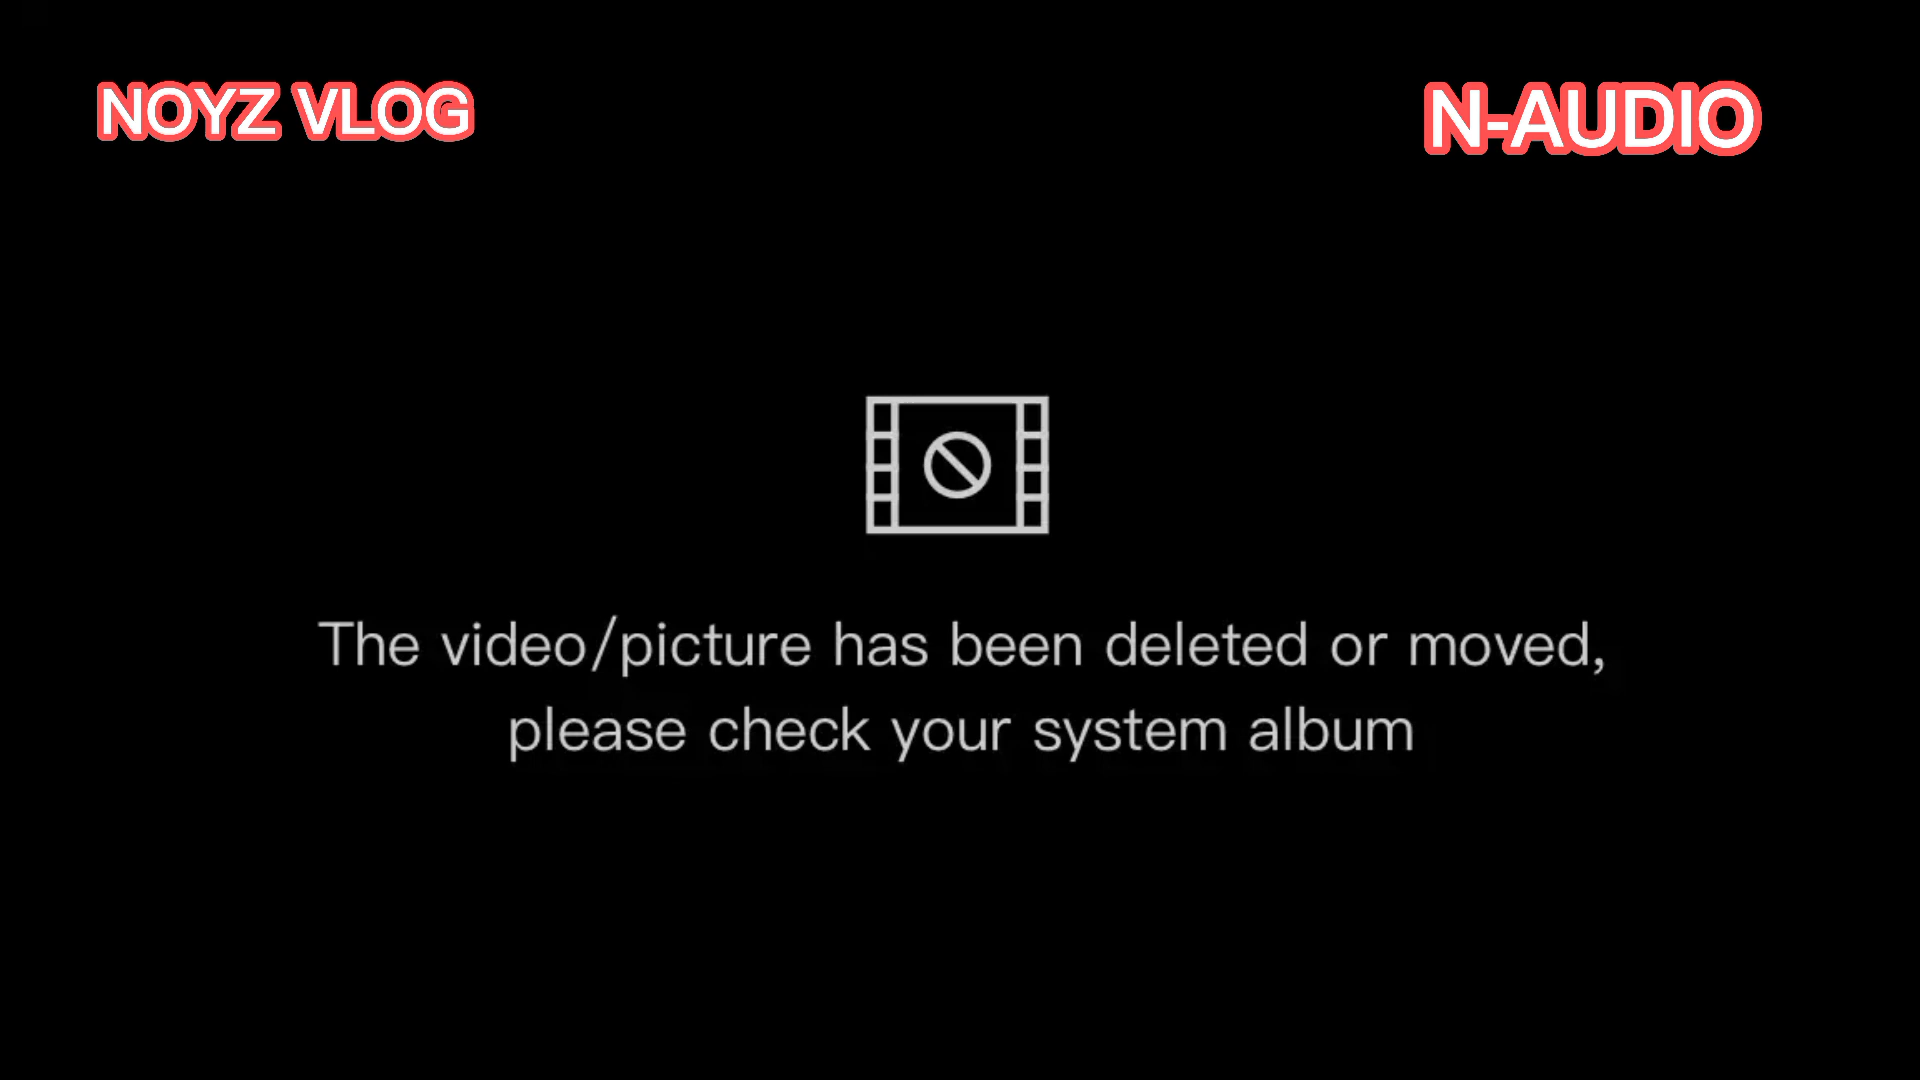 NOYZ VLOG
N-AUDIO
The video/picture has been deleted or moved,
please check your system album